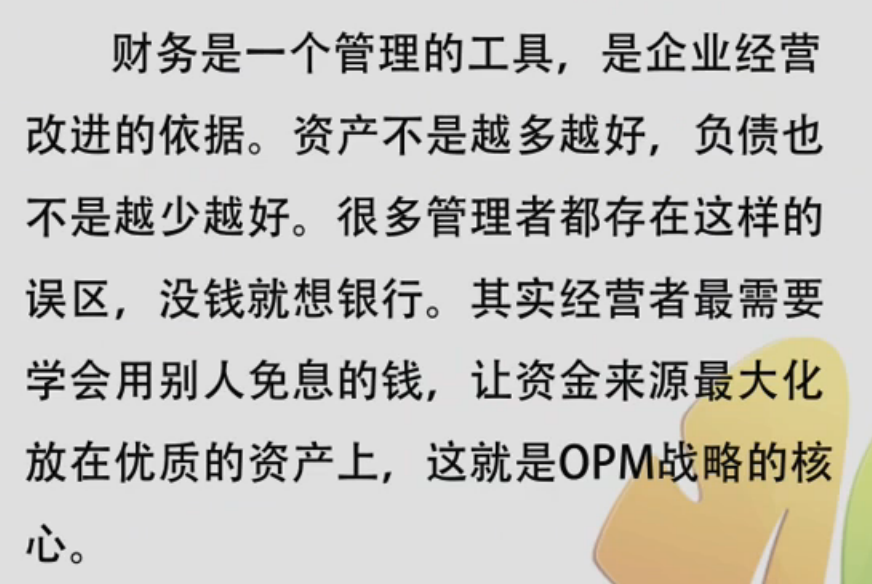 财务是一个管理的工具，是企业经营
改进的依据。资产不是越多越好，负债也
不是越少越好。很多管理者都存在这样的
误区，没钱就想银行。其实经营者最需要
学会用别人免息的钱，让资金来源最大化
放在优质的资产上，这就是OPM战略的核
心。